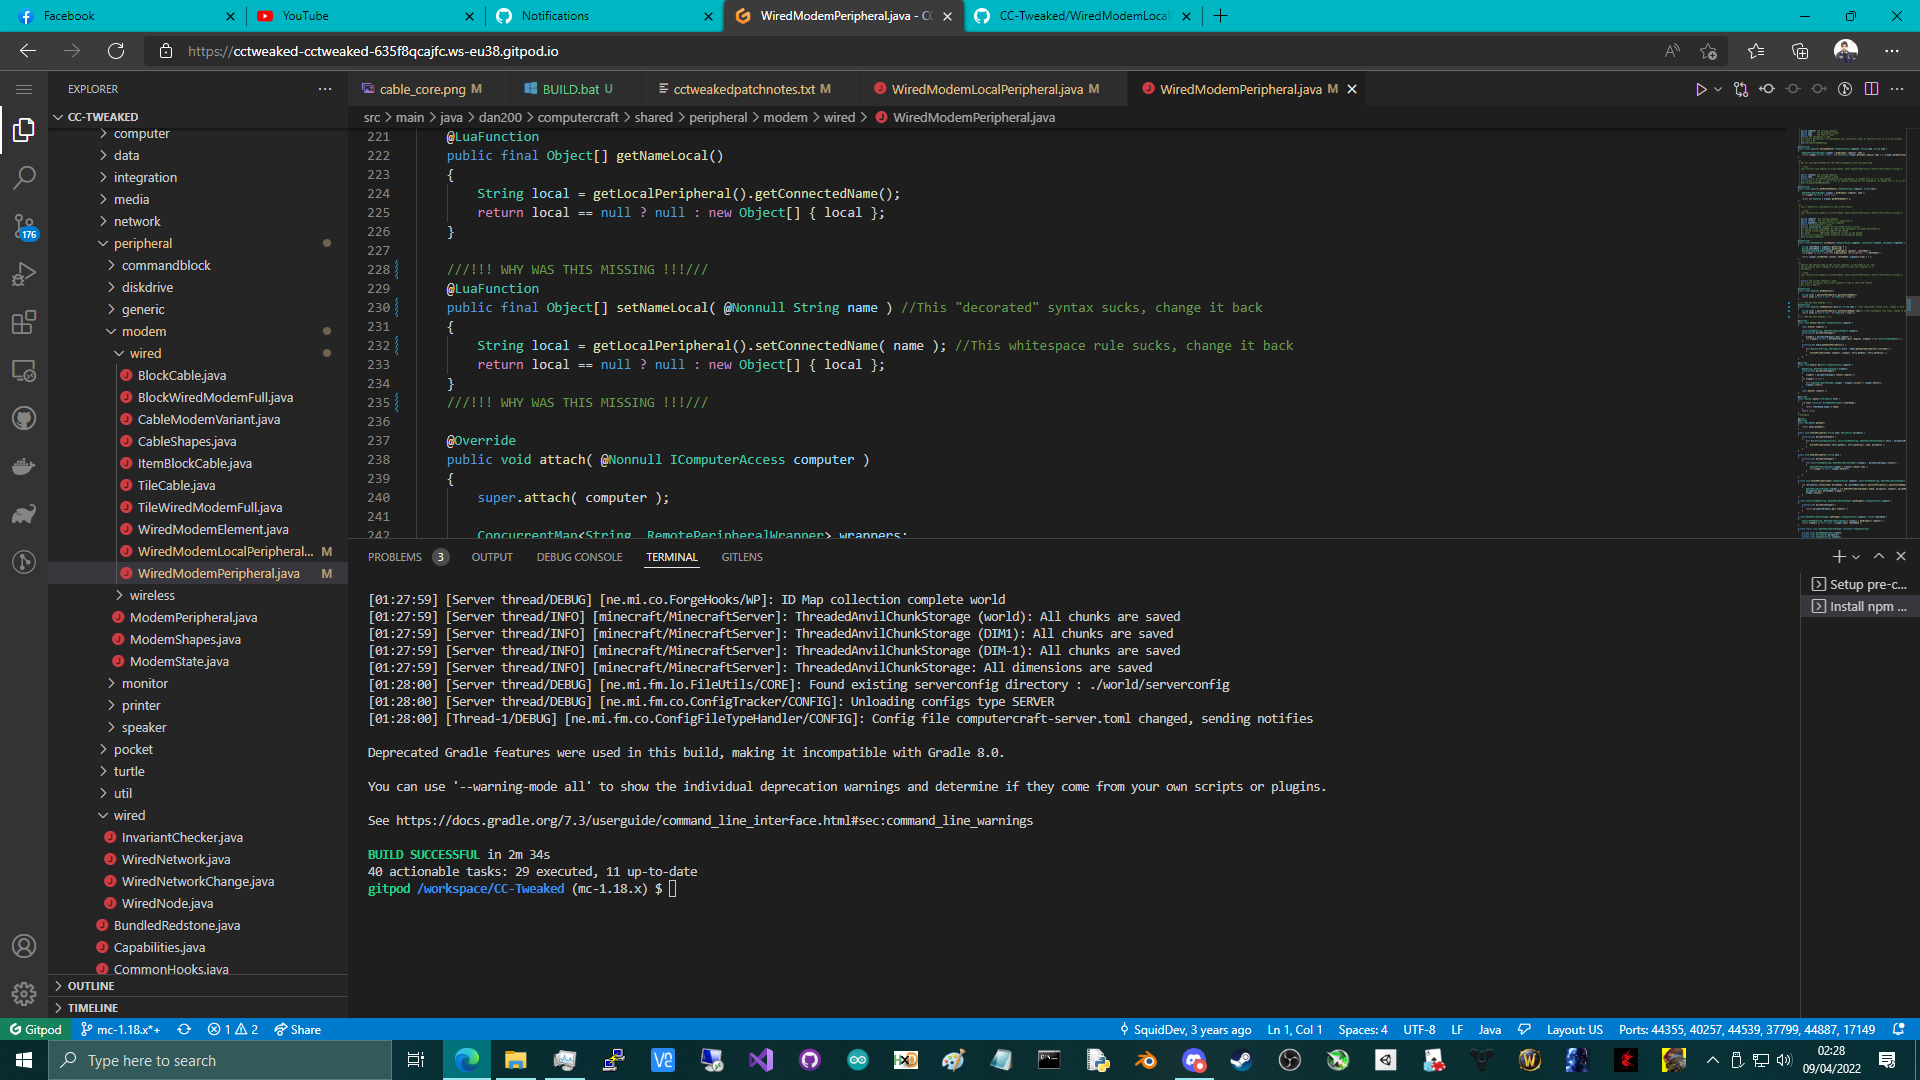 Facebook
YouTube
Notifications
WiredModemPeripheral.java - CC
CC-Tweaked/WiredModemLocal
https://cctweaked-cctweaked-635f8qcajfc.ws-eu38.gitpod.io
EXPLORER
CC-TWEAKED
computer
data
integration
media
network
peripheral
commandblock
diskdrive
generic
modem
wired
BlockCable.java
BlockWiredModemFull.java
CableModemVariant.java
CableShapes.java
ItemBlockCable.java
TileCable.java
TileWiredModemFull.java
WiredModemElement.java
WiredModemLocalPeripheral... M
WiredModemPeripheral.java M
wireless
ModemPeripheral.java
ModemShapes.java
ModemState.java
monitor
printer
speaker
pocket
turtle
util
wired
InvariantChecker.java
WiredNetwork.java
WiredNetworkChange.java
WiredNode.java
BundledRedstone.java
Capabilities.java
CommonHooks.java
OUTLINE
TIMELINE
176
cable_core.png M
BUILD.bat U
cctweakedpatchnotes.txt M
WiredModemLocalPeripheral.java M
WiredModemPeripheral.java M
src > main > java > dan200 > computercraft > shared > peripheral > modem > wired > WiredModemPeripheral.java
221 @LuaFunction
222 public final Object[] getNameLocal()
223 {
224 String local = getLocalPeripheral().getConnectedName();
225 return local == null ? null : new Object[] { local };
226 }
227
228 ///!!! WHY WAS THIS MISSING !!!///
229 @LuaFunction
230 public final Object[] setNameLocal( @Nonnull String name ) //This "decorated" syntax sucks, change it back
231 {
232 String local = getLocalPeripheral().setConnectedName( name ); //This whitespace rule sucks, change it back
233 return local == null ? null : new Object[] { local };
234 }
235 ///!!! WHY WAS THIS MISSING !!!///
236
237 @Override
238 public void attach( @Nonnull IComputerAccess computer )
239 {
240 super.attach( computer );
241
242 ConcurrentMap<String, RemotePeripheralWrapper> wrappers;
PROBLEMS 3 OUTPUT DEBUG CONSOLE TERMINAL GITLENS
[01:27:59] [Server thread/DEBUG] [ne.mi.co.ForgeHooks/WP]: ID Map collection complete world
[01:27:59] [Server thread/INFO] [minecraft/MinecraftServer]: ThreadedAnvilChunkStorage (world): All chunks are saved
[01:27:59] [Server thread/INFO] [minecraft/MinecraftServer]: ThreadedAnvilChunkStorage (DIM1): All chunks are saved
[01:27:59] [Server thread/INFO] [minecraft/MinecraftServer]: ThreadedAnvilChunkStorage (DIM-1): All chunks are saved
[01:27:59] [Server thread/INFO] [minecraft/MinecraftServer]: ThreadedAnvilChunkStorage: All dimensions are saved
[01:28:00] [Server thread/DEBUG] [ne.mi.fm.lo.FileUtils/CORE]: Found existing serverconfig directory : ./world/serverconfig
[01:28:00] [Server thread/DEBUG] [ne.mi.fm.co.ConfigTracker/CONFIG]: Unloading configs type SERVER
[01:28:00] [Thread-1/DEBUG] [ne.mi.fm.co.ConfigFileTypeHandler/CONFIG]: Config file computercraft-server.toml changed, sending notifies
Deprecated Gradle features were used in this build, making it incompatible with Gradle 8.0.
You can use '--warning-mode all' to show the individual deprecation warnings and determine if they come from your own scripts or plugins.
See https://docs.gradle.org/7.3/userguide/command_line_interface.html#sec:command_line_warnings
BUILD SUCCESSFUL in 2m 34s
40 actionable tasks: 29 executed, 11 up-to-date
gitpod /workspace/CC-Tweaked (mc-1.18.x) $
Setup pre-c...
Install npm ...
Gitpod mc-1.18.x*+ 1 2 Share
SquidDev, 3 years ago Ln 1, Col 1 Spaces: 4 UTF-8 LF Java Layout: US Ports: 44355, 40257, 44539, 37799, 44887, 17149
Type here to search
02:28
09/04/2022